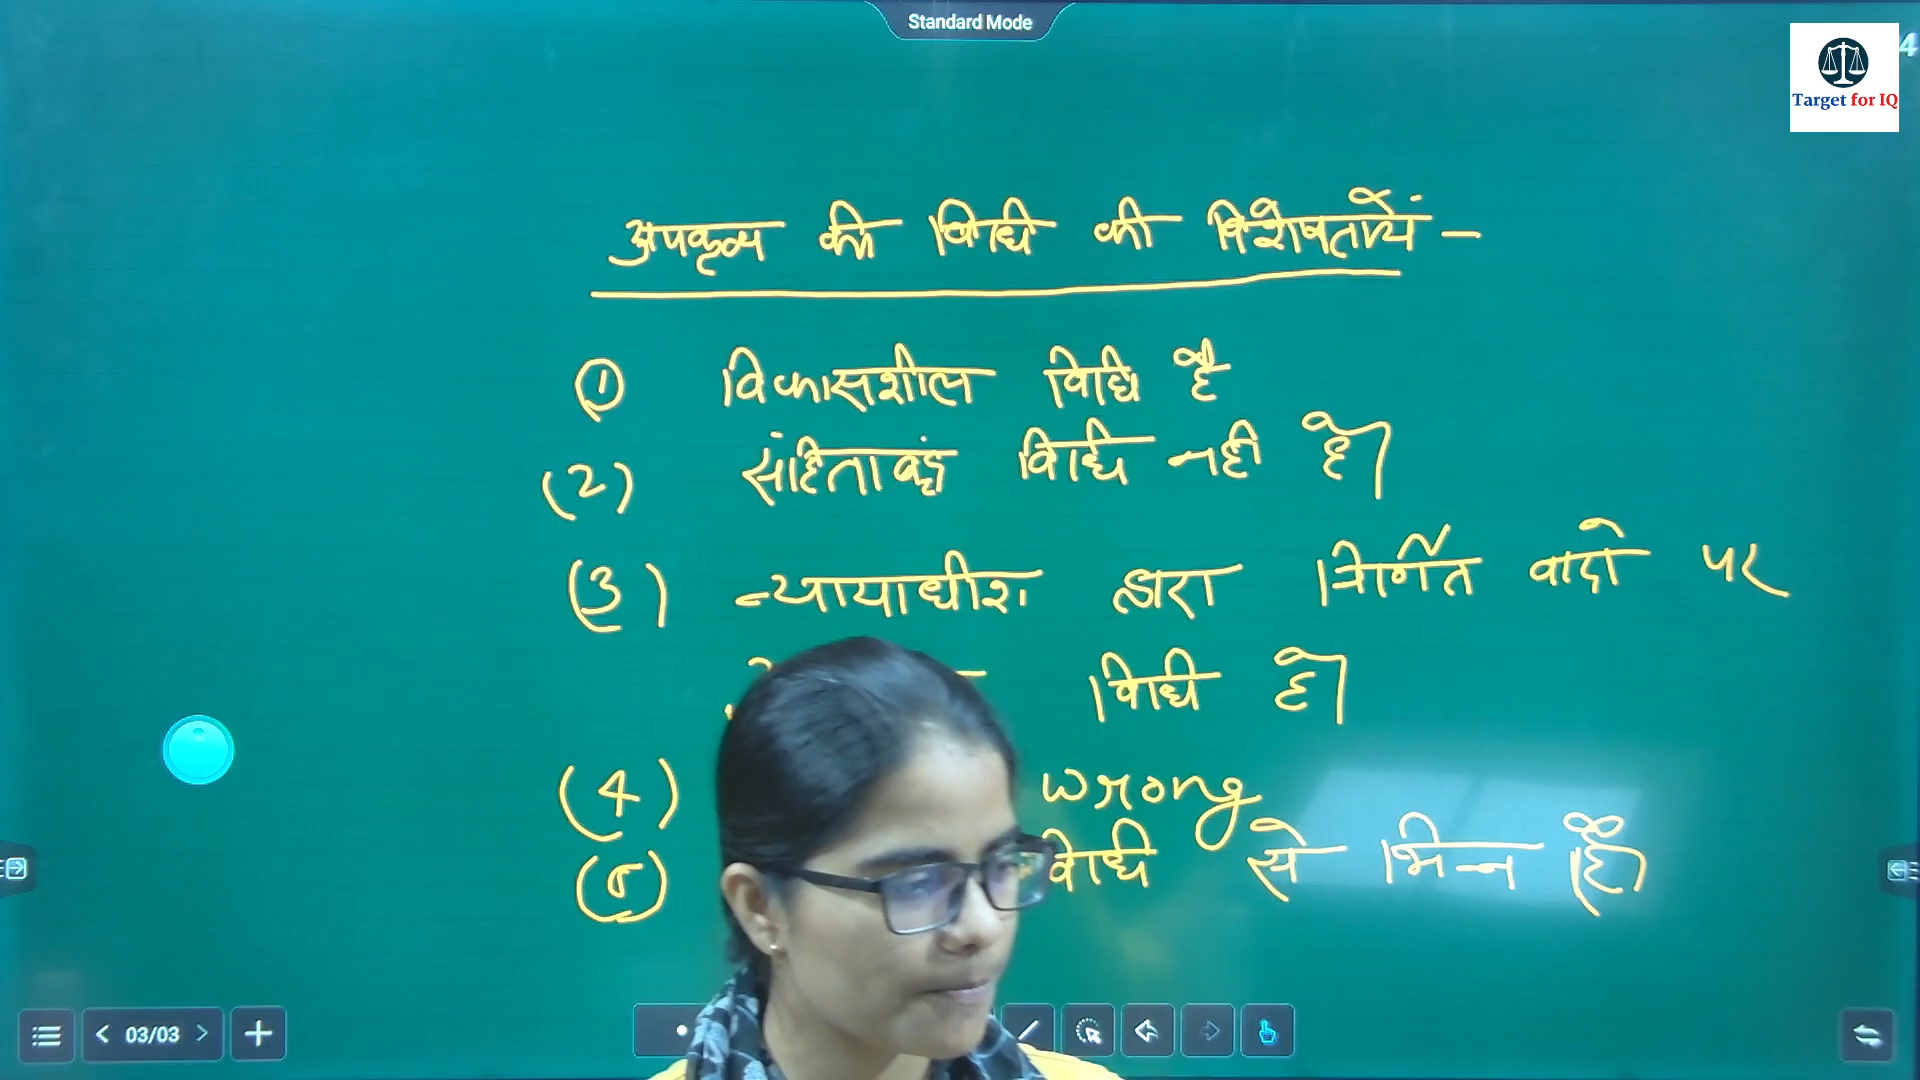 Standard Mode
4
Target for IQ
अपकृत्य की विधि की विशेषतायें –
① विकासशील विधि है
(2) संहिताबद्ध विधि नही है।
(3) न्यायाधीश द्वारा निर्णित वादो पर
विधि है।
(4) wrong
(5) विधि से भिन्न है।
03/03